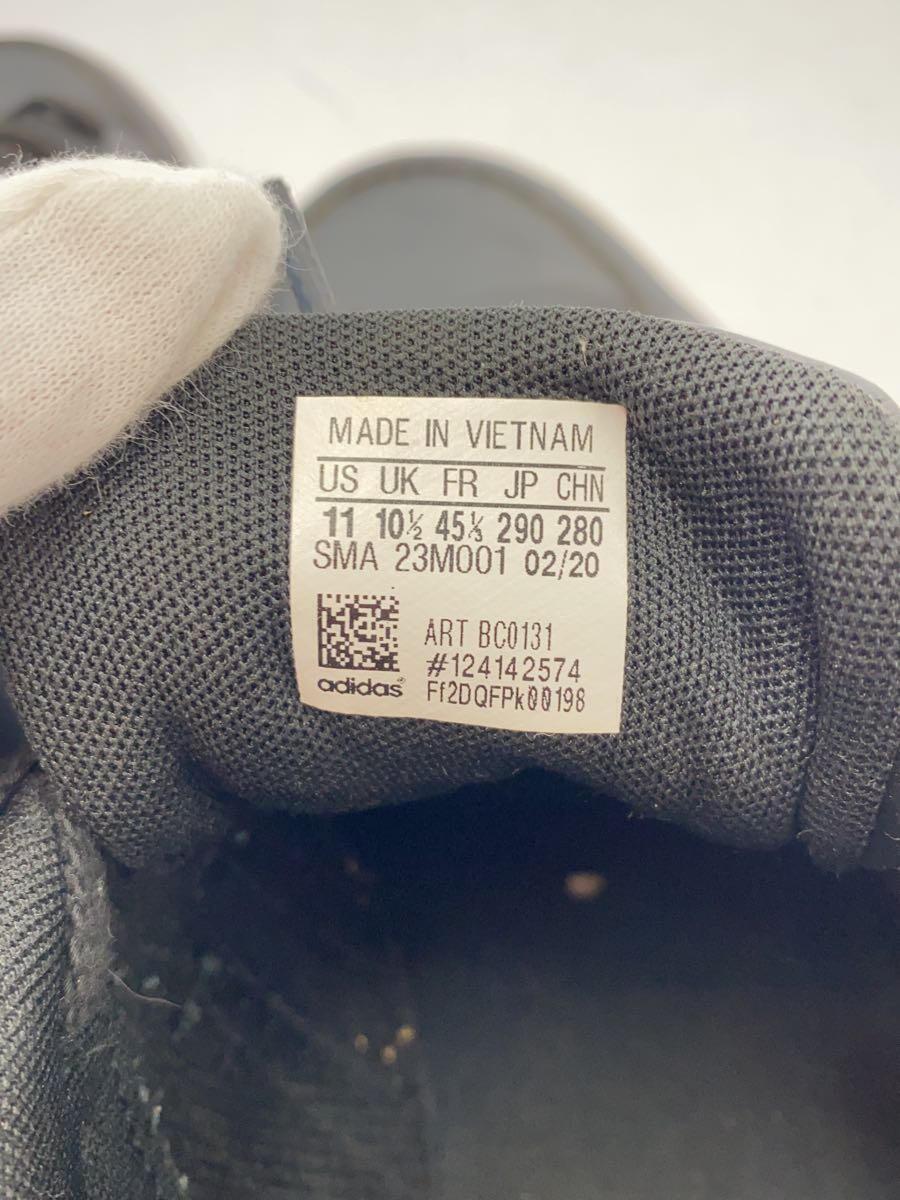 MADE IN VIETNAM
US UK FR JP CHN
11 10½ 45⅓ 290 280
SMA 23M001 02/20
ART BC0131
#124142574
adidas Ff2DQFPk00198